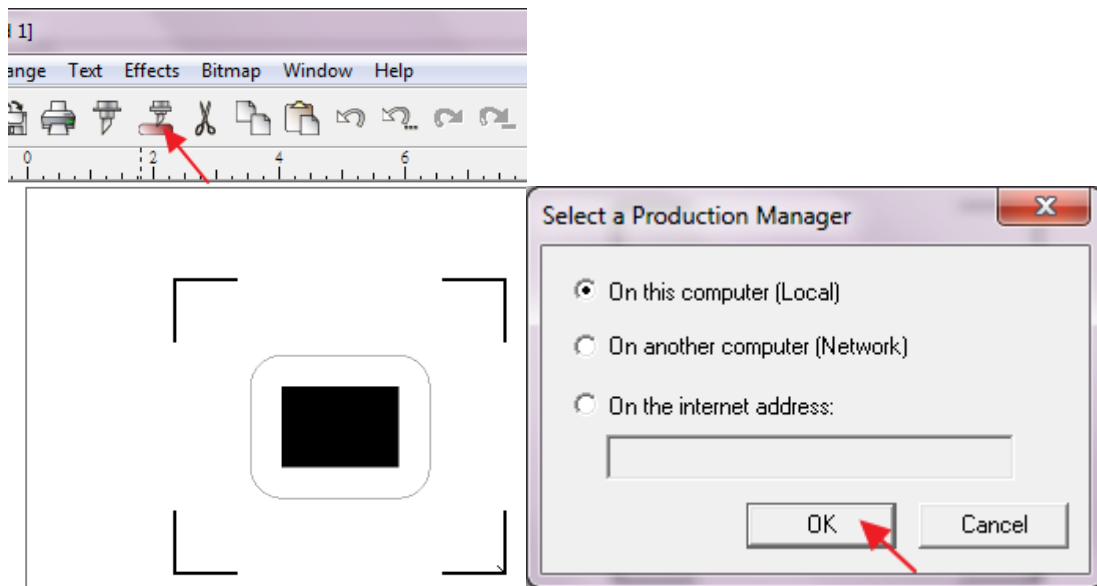 1]
ange Text Effects Bitmap Window Help
0 2 4 6
Select a Production Manager
On this computer (Local)
On another computer (Network)
On the internet address:
OK Cancel